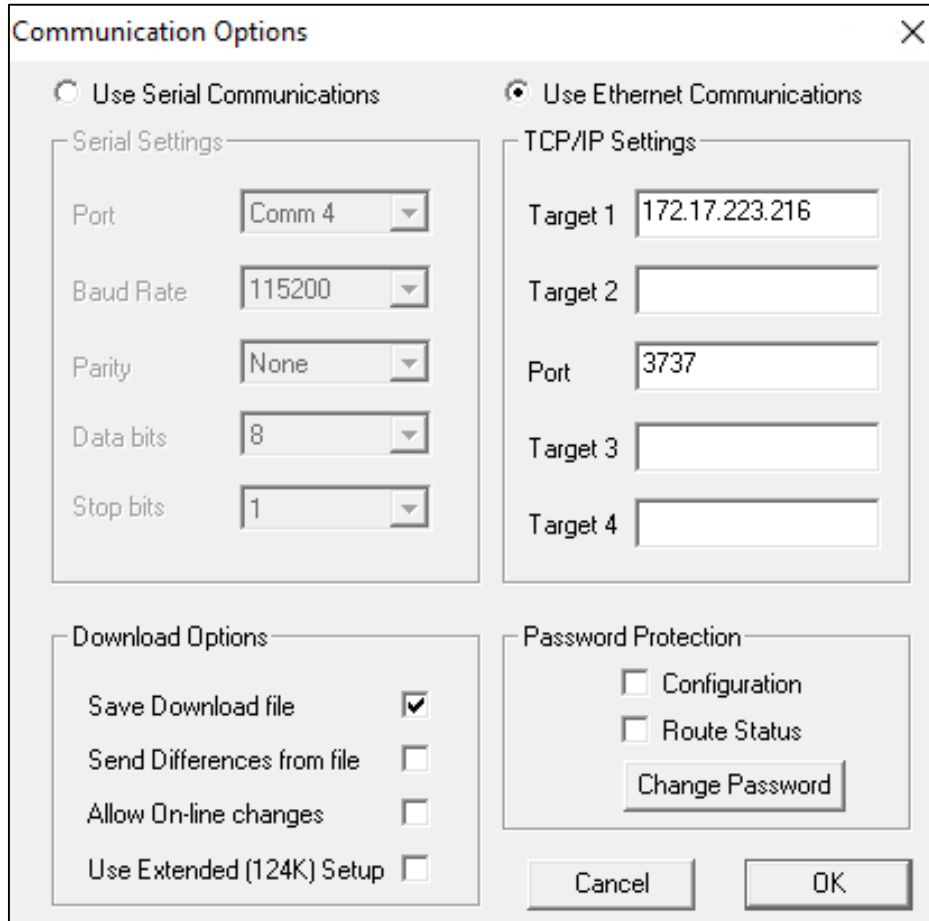 Communication Options
Use Serial Communications
Serial Settings
Port Comm 4
Baud Rate 115200
Parity None
Data bits 8
Stop bits 1
Use Ethernet Communications
TCP/IP Settings
Target 1 172.17.223.216
Target 2
Port 3737
Target 3
Target 4
Download Options
Save Download file
Send Differences from file
Allow On-line changes
Use Extended (124K) Setup
Password Protection
Configuration
Route Status
Change Password
Cancel OK